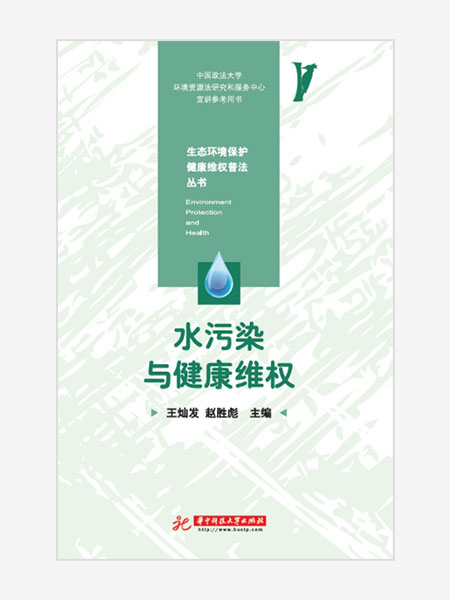 中国政法大学
环境资源法研究和服务中心
宣讲参考用书
生态环境保护
健康维权普法
丛书
Environment
Protection
and
Health
水污染
与健康维权
王灿发 赵胜彪 主编
华中科技大学出版社
http://www.hustp.com